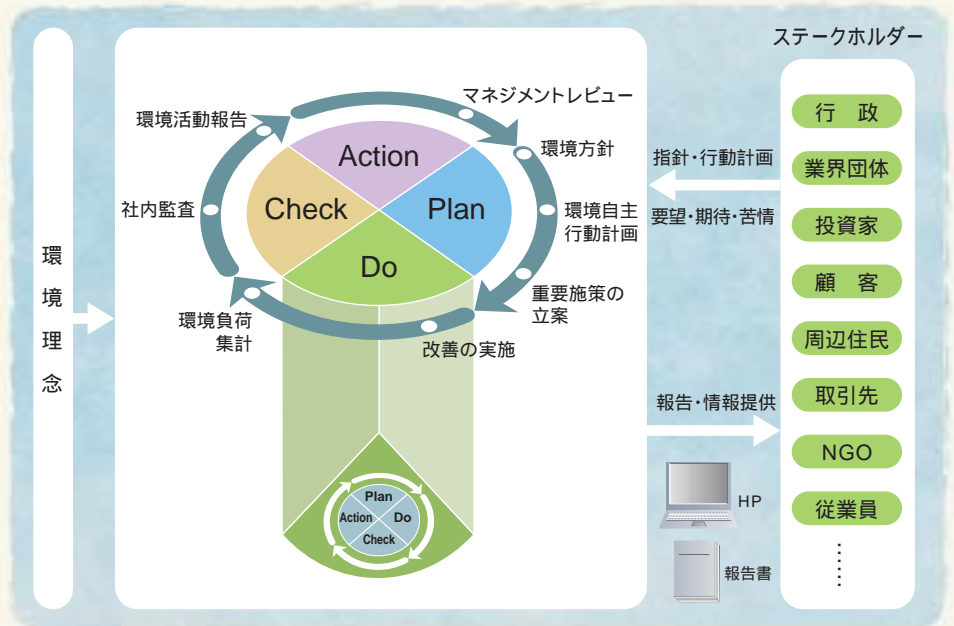 環境理念
マネジメントレビュー
環境方針
環境自主
行動計画
重要施策の
立案
改善の実施
環境負荷
集計
社内監査
環境活動報告
Action
Plan
Do
Check
Plan
Do
Check
Action
指針・行動計画
要望・期待・苦情
報告・情報提供
HP
報告書
ステークホルダー
行　政
業界団体
投資家
顧　客
周辺住民
取引先
NGO
従業員
……